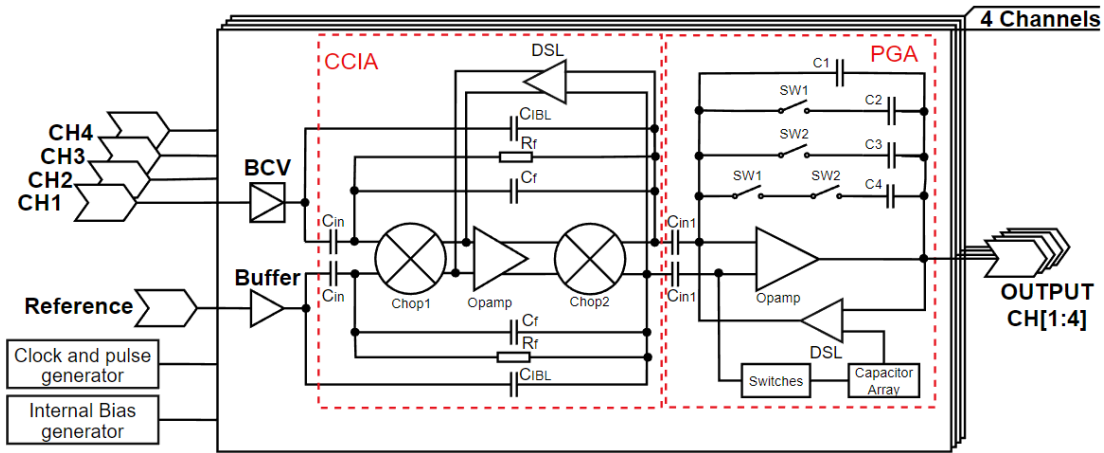 4 Channels
CCIA
DSL
PGA
C1
SW1
C2
CIBL
CH4
Rf
SW2
C3
CH3
BCV
CH2
Cf
SW1
SW2
C4
CH1
Cin
Cin1
Buffer
Cin
Chop1
Opamp
Chop2
Cin1
Opamp
Reference
OUTPUT
CH[1:4]
Cf
Rf
DSL
Clock and pulse
generator
CIBL
Switches
Capacitor
Array
Internal Bias
generator